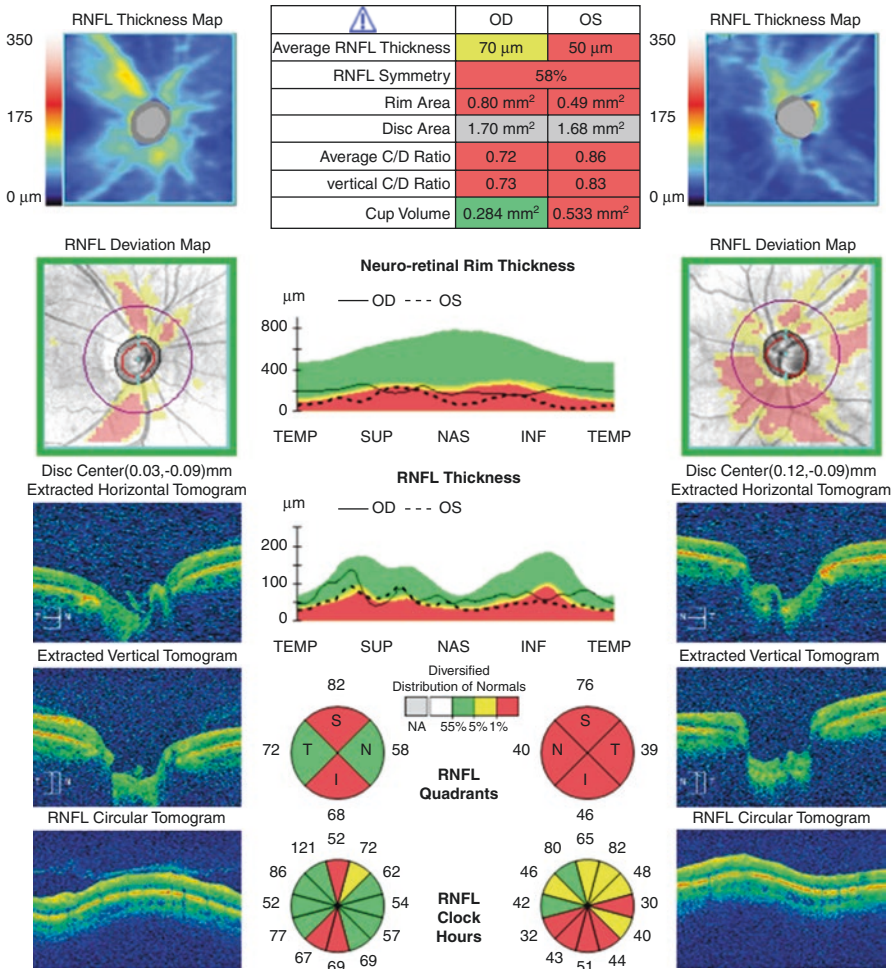 RNFL Thickness Map
350
175
0 μm
OD OS
Average RNFL Thickness 70 μm 50 μm
RNFL Symmetry 58%
Rim Area 0.80 mm² 0.49 mm²
Disc Area 1.70 mm² 1.68 mm²
Average C/D Ratio 0.72 0.86
vertical C/D Ratio 0.73 0.83
Cup Volume 0.284 mm² 0.533 mm²
RNFL Thickness Map
350
175
0 μm
RNFL Deviation Map
Disc Center(0.03,-0.09)mm
Neuro-retinal Rim Thickness
μm
OD OS
800
400
0
TEMP SUP NAS INF TEMP
RNFL Deviation Map
Disc Center(0.12,-0.09)mm
Extracted Horizontal Tomogram
RNFL Thickness
μm
OD OS
200
100
0
TEMP SUP NAS INF TEMP
Extracted Horizontal Tomogram
Extracted Vertical Tomogram
Diversified
Distribution of Normals
NA 55% 5% 1%
82
72 S T N I 58
68
RNFL
Quadrants
76
40 S N T I 39
46
Extracted Vertical Tomogram
RNFL Circular Tomogram
52
121 72
86 62
52 54
77 57
67 69
69
RNFL
Clock
Hours
65
80 82
46 48
42 30
32 40
43 44
51
RNFL Circular Tomogram